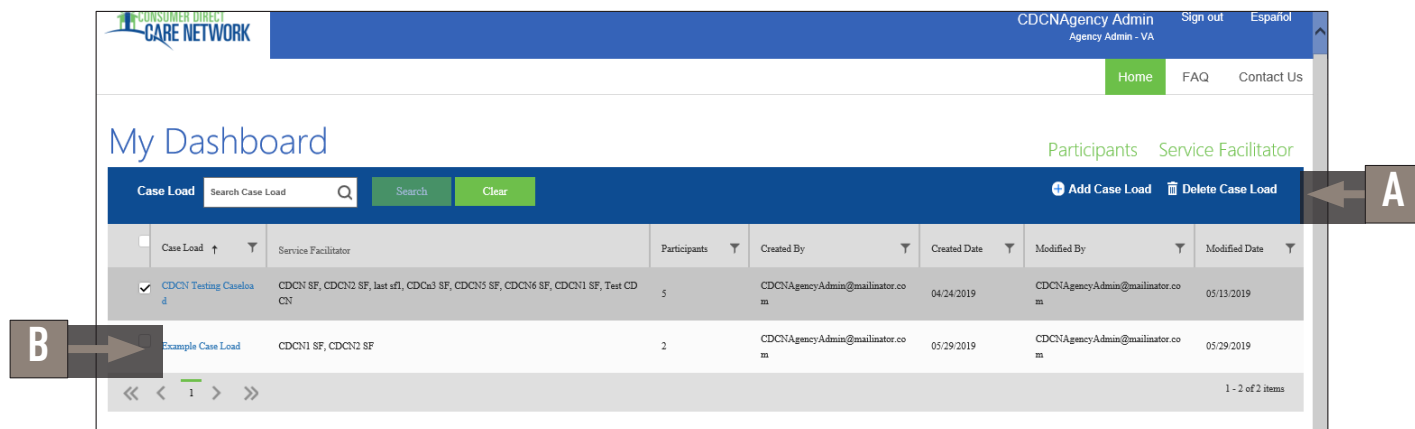 CONSUMER DIRECT
CARE NETWORK
CDCNAgency Admin Sign out Español
Agency Admin - VA
Home FAQ Contact Us
My Dashboard
Participants Service Facilitator
Case Load Search Case Load Search Clear Add Case Load Delete Case Load
A
Case Load ↑ Service Facilitator Participants Created By Created Date Modified By Modified Date
CDCN Testing Caseloa CDCN SF, CDCN2 SF, last sf1, CDCn3 SF, CDCN5 SF, CDCN6 SF, CDCN1 SF, Test CD 5 CDCNAgencyAdmin@mailinator.co 04/24/2019 CDCNAgencyAdmin@mailinator.co 05/13/2019
d CN m m
B
Example Case Load CDCN1 SF, CDCN2 SF 2 CDCNAgencyAdmin@mailinator.co 05/29/2019 CDCNAgencyAdmin@mailinator.co 05/29/2019
m m
1 1 - 2 of 2 items